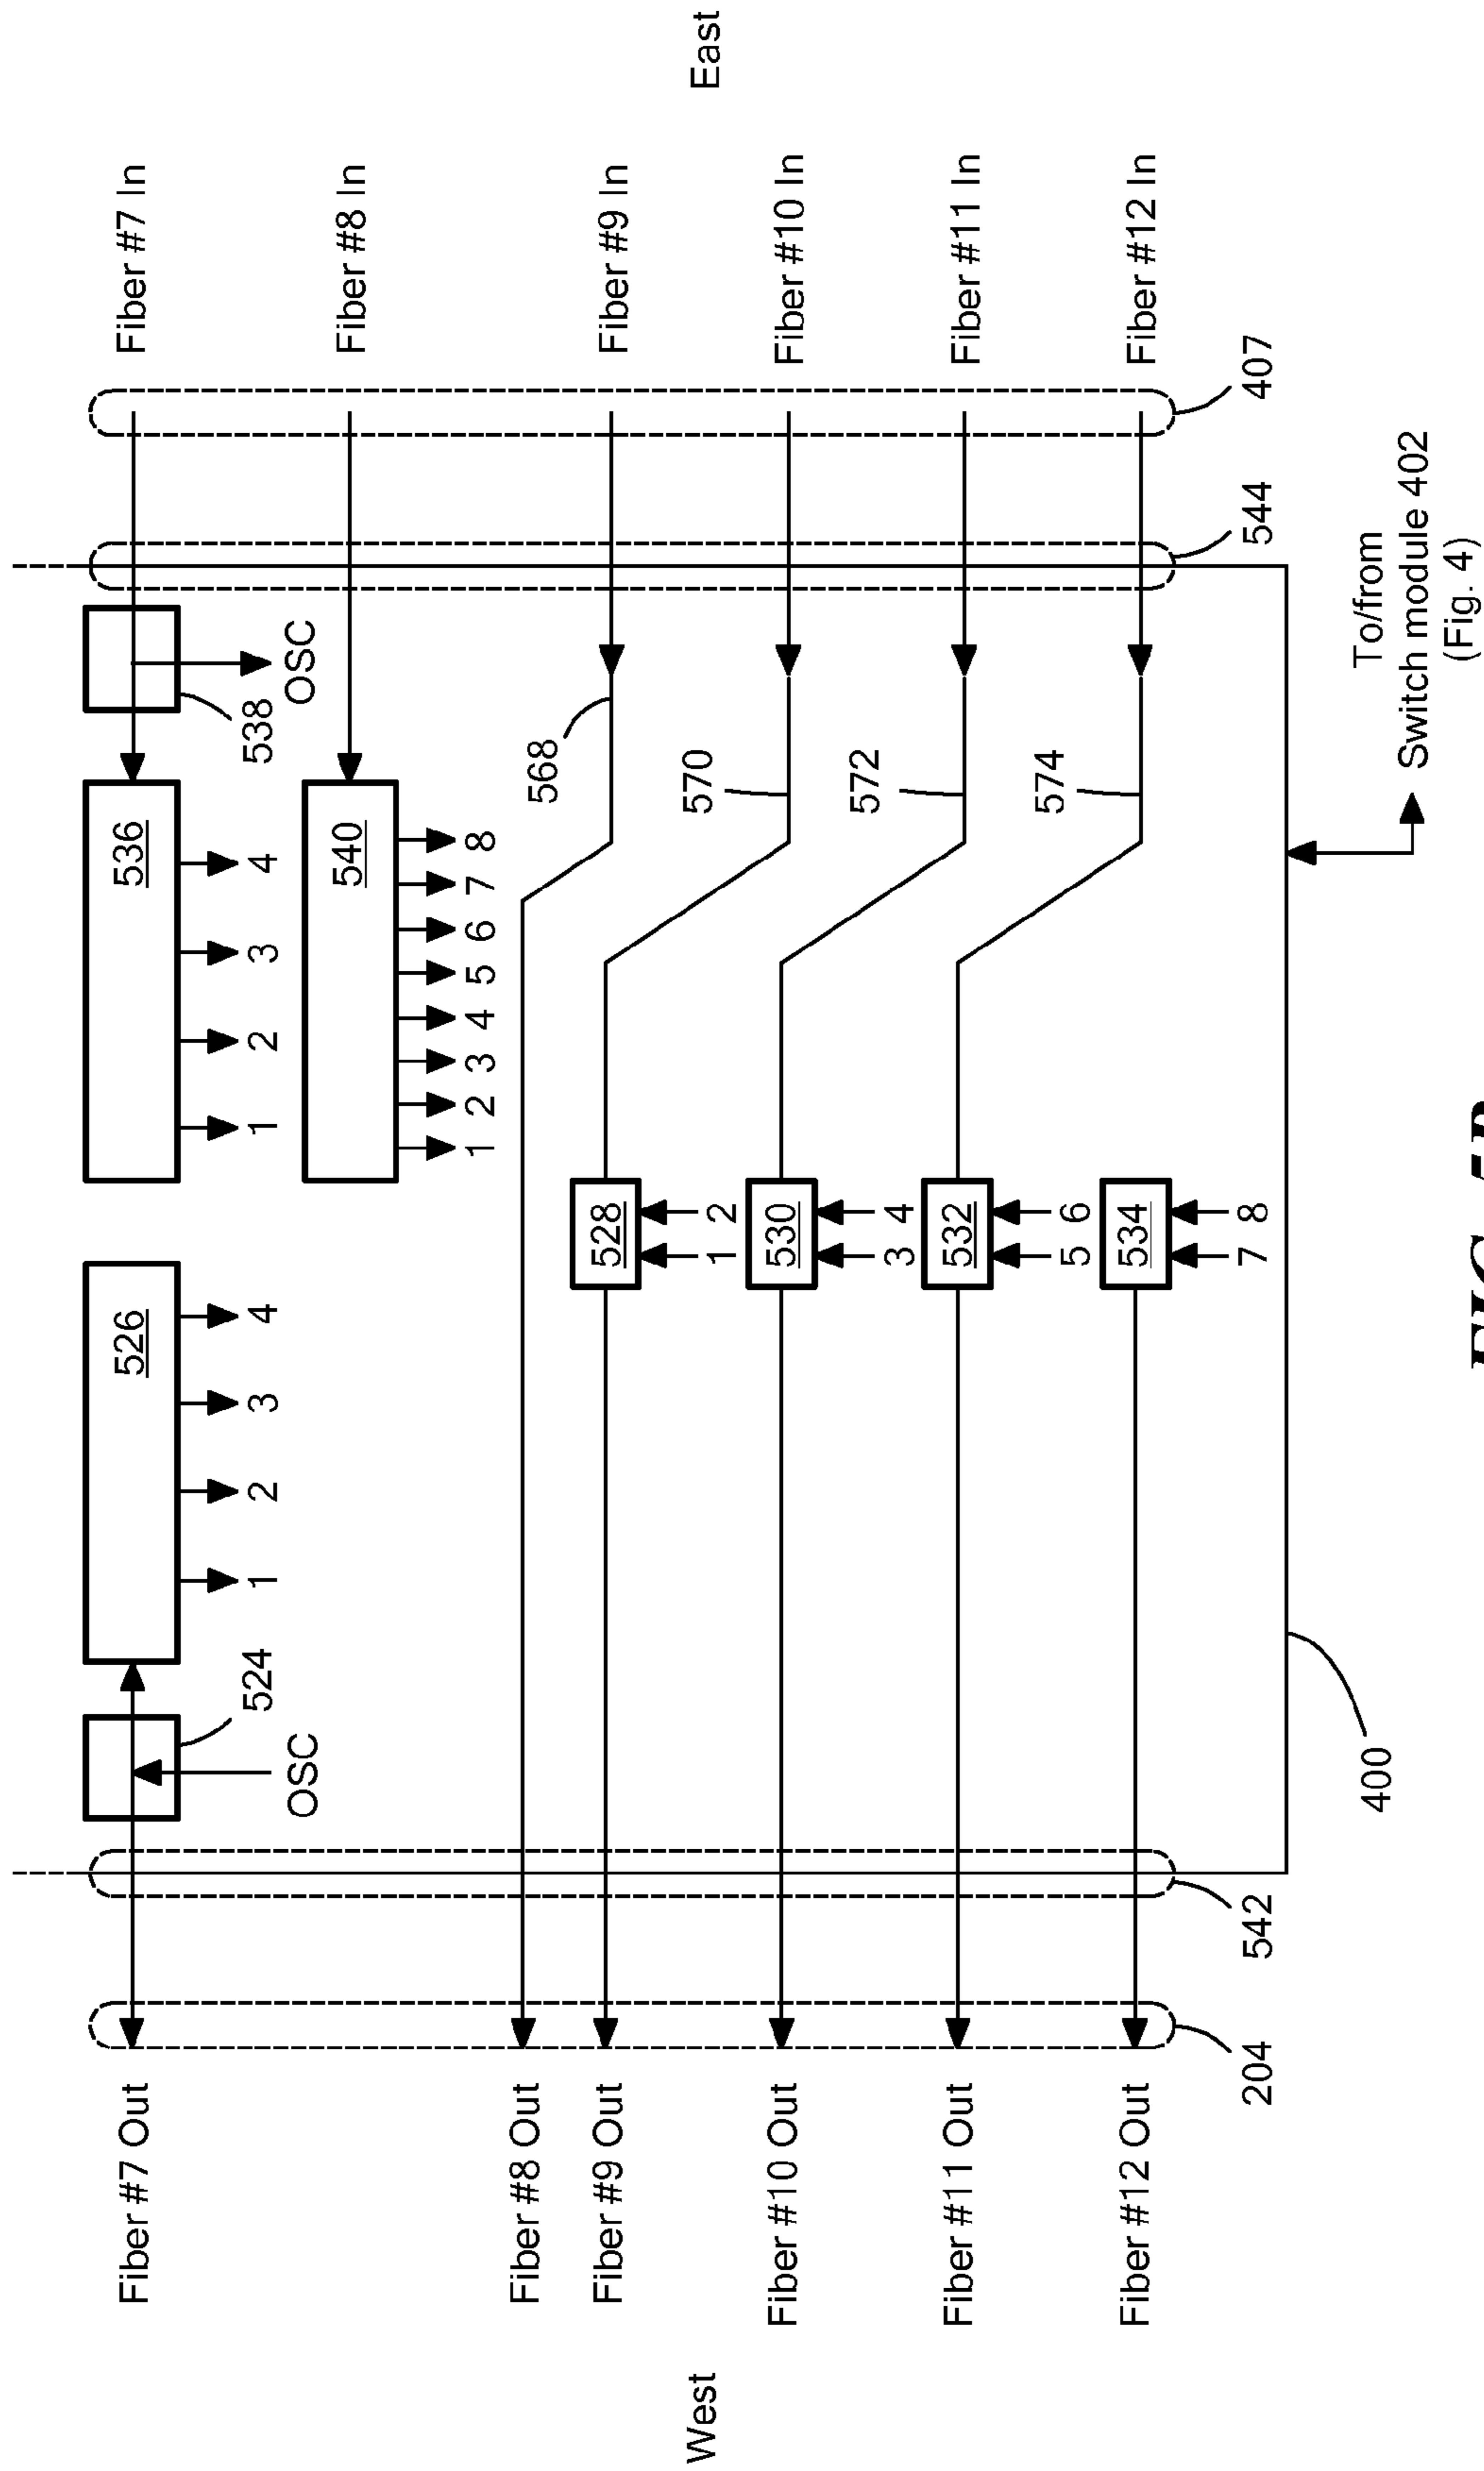 Fiber #7 Out
524
526
536
538
Fiber #7 In
OSC
1 2 3 4
1 2 3 4
OSC
540
Fiber #8 In
1 2 3 4 5 6 7 8
Fiber #8 Out
568
Fiber #9 Out
528
Fiber #9 In
1 2
570
West
East
Fiber #10 Out
530
Fiber #10 In
3 4
572
Fiber #11 Out
532
Fiber #11 In
5 6
574
Fiber #12 Out
534
Fiber #12 In
7 8
204
542
544
407
400
To/from
Switch module 402
(Fig. 4)
FIG.